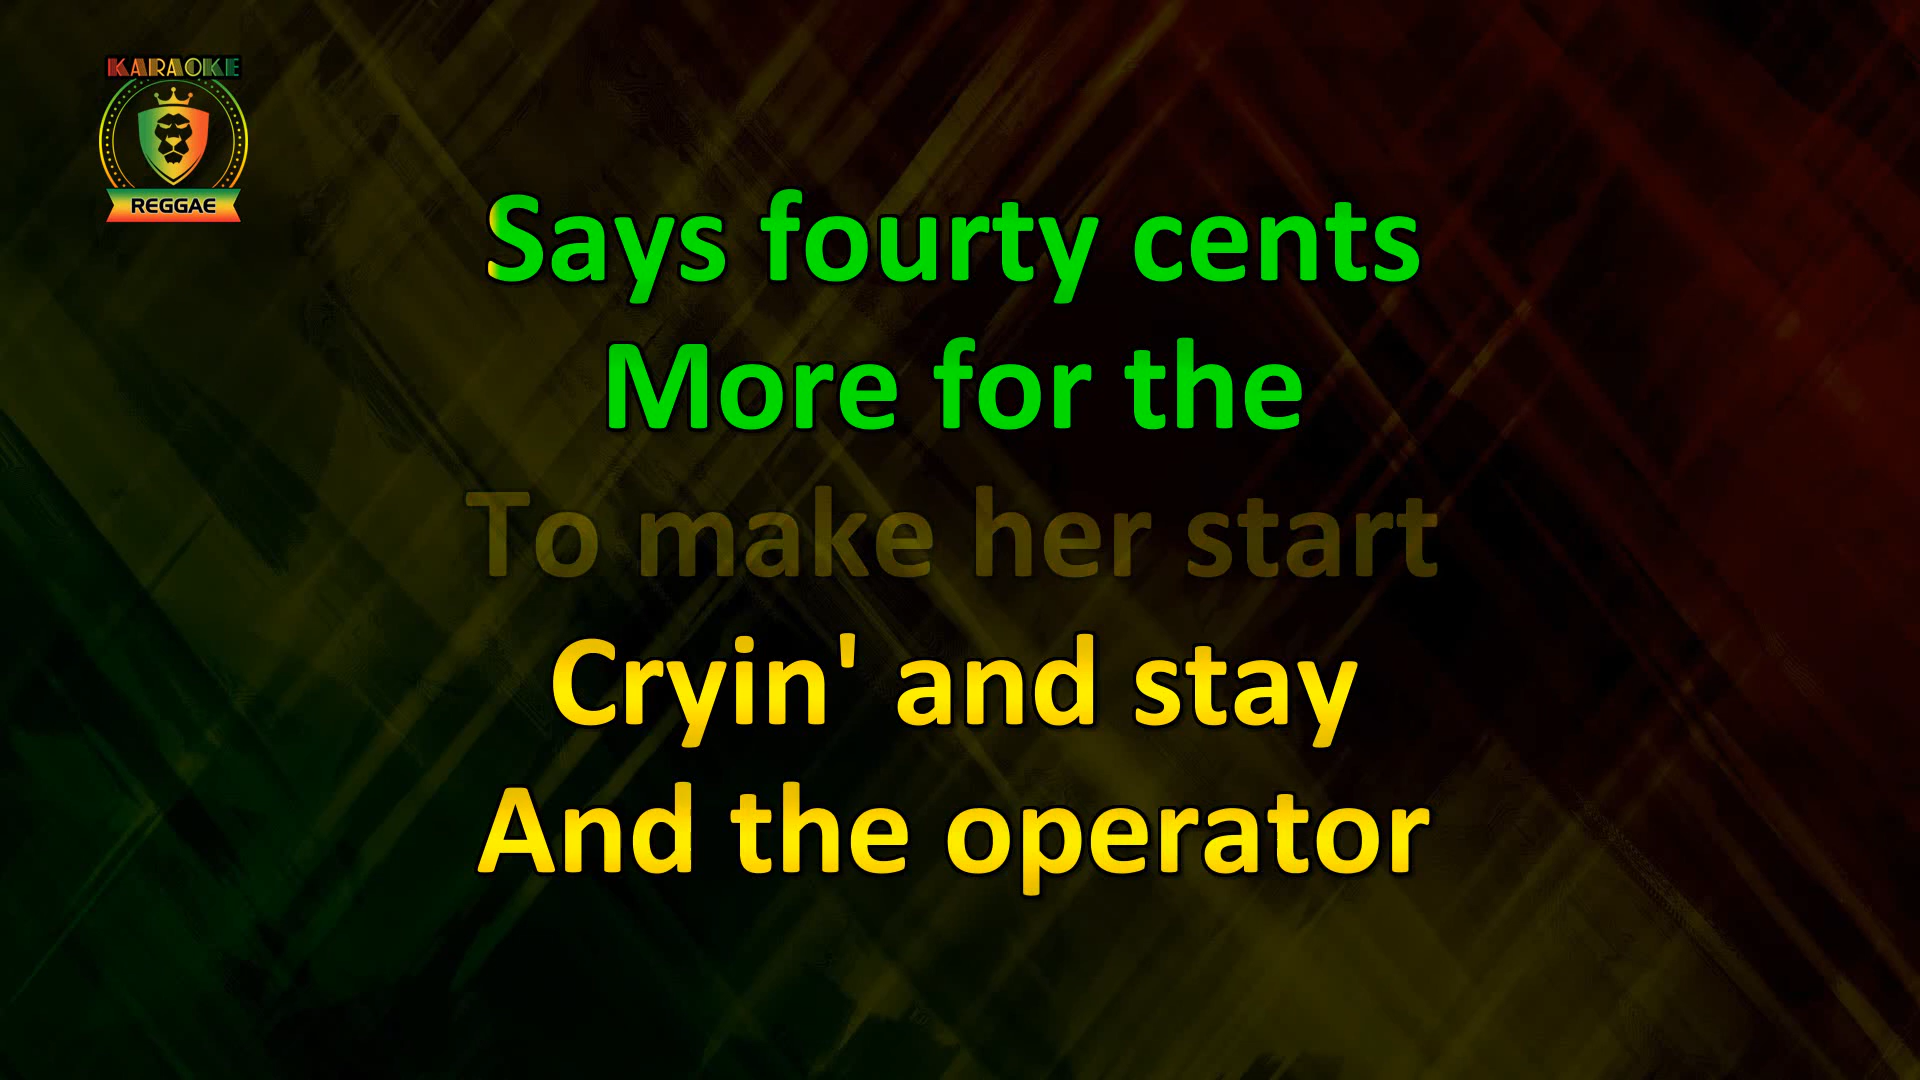 KARAOKE
REGGAE
Says fourty cents
More for the
To make her start
Cryin' and stay
And the operator